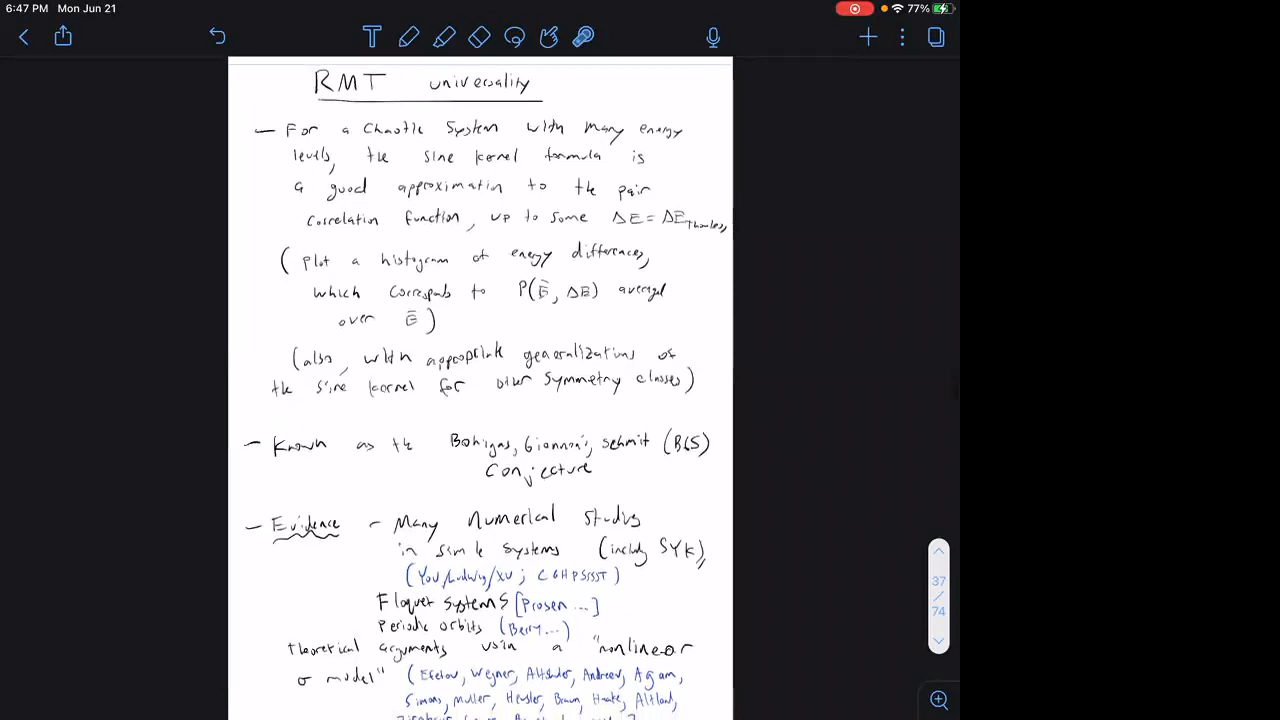 6:47 PM Mon Jun 21
77%
RMT universality
- For a chaotic system with many energy
levels, the sine kernel formula is
a good approximation to the pair
correlation function, up to some ΔE = ΔE_Thouless,
(plot a histogram of energy differences,
which corresponds to P(Ē, ΔE) averaged
over Ē)
(also, with appropriate generalizations of
the sine kernel for other symmetry classes)
- Known as the Bohigas, Giannoni, Schmit (BGS)
Conjecture
- Evidence - Many numerical studies
in simple systems (including SYK),
(You/Ludwig/Xu; CGHPSSST)
Floquet systems [Prosen ...]
Periodic orbits (Berry...)
theoretical arguments using a "nonlinear
σ model" (Efetov, Wegner, Altshuler, Andreev, Agam,
Simons, Muller, Heusler, Braun, Haake, Altland,
37
/
74